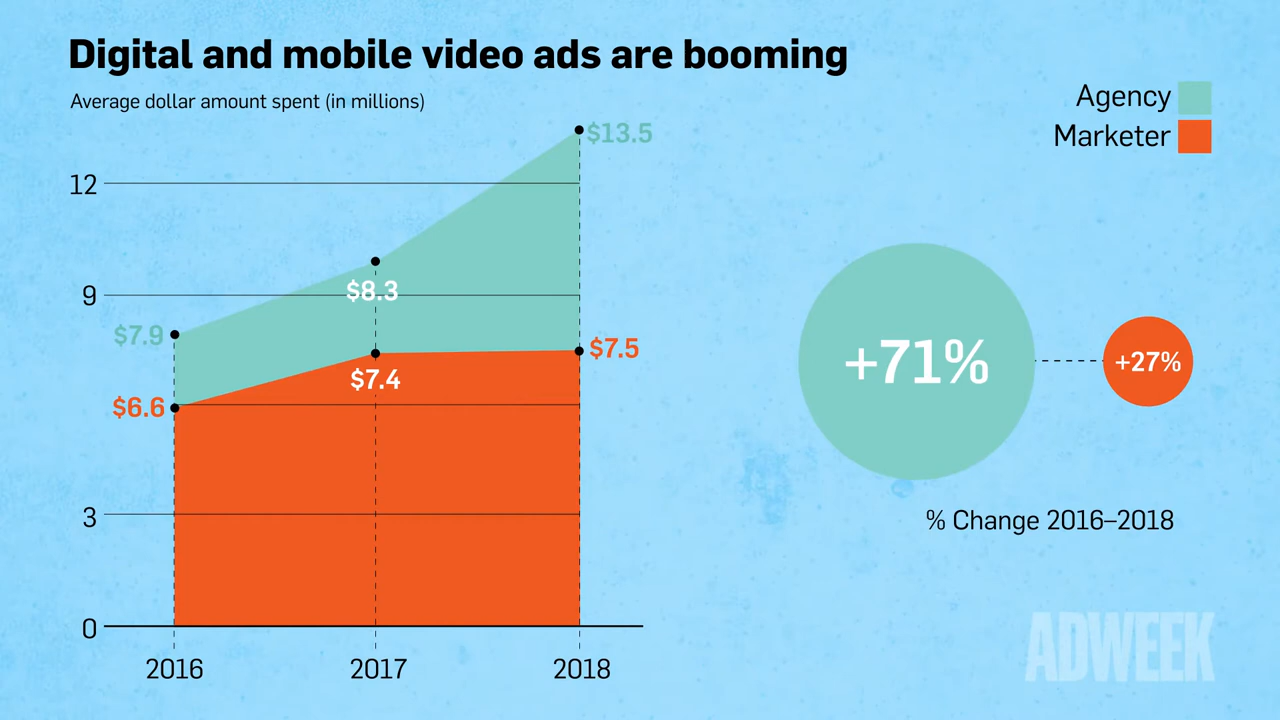 Digital and mobile video ads are booming
Average dollar amount spent (in millions)
Agency
Marketer
$13.5
12
9
$8.3
$7.9
$7.5
$7.4
$6.6
+71%
+27%
3
% Change 2016–2018
0
2016 2017 2018
ADWEEK